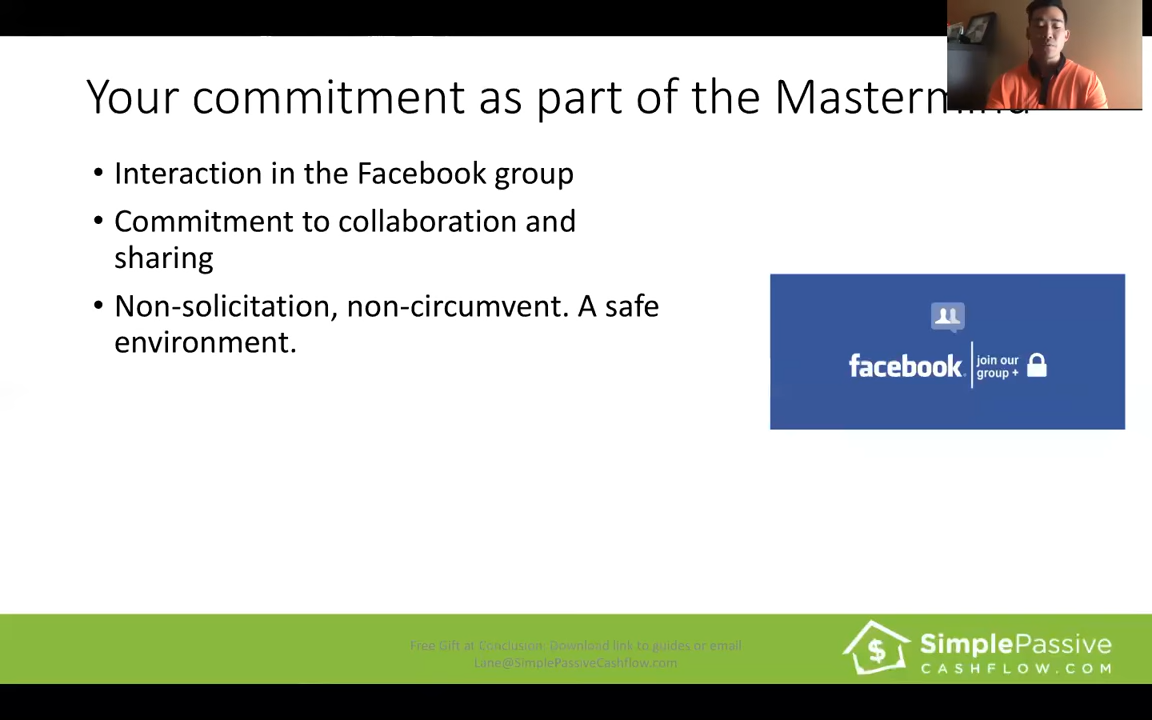 Your commitment as part of the Mastermind
• Interaction in the Facebook group
• Commitment to collaboration and
sharing
• Non-solicitation, non-circumvent. A safe
environment.
facebook
join our
group +
Free Gift at Conclusion: Download link to guides or email
Lane@SimplePassiveCashflow.com
SimplePassive
CASHFLOW.COM